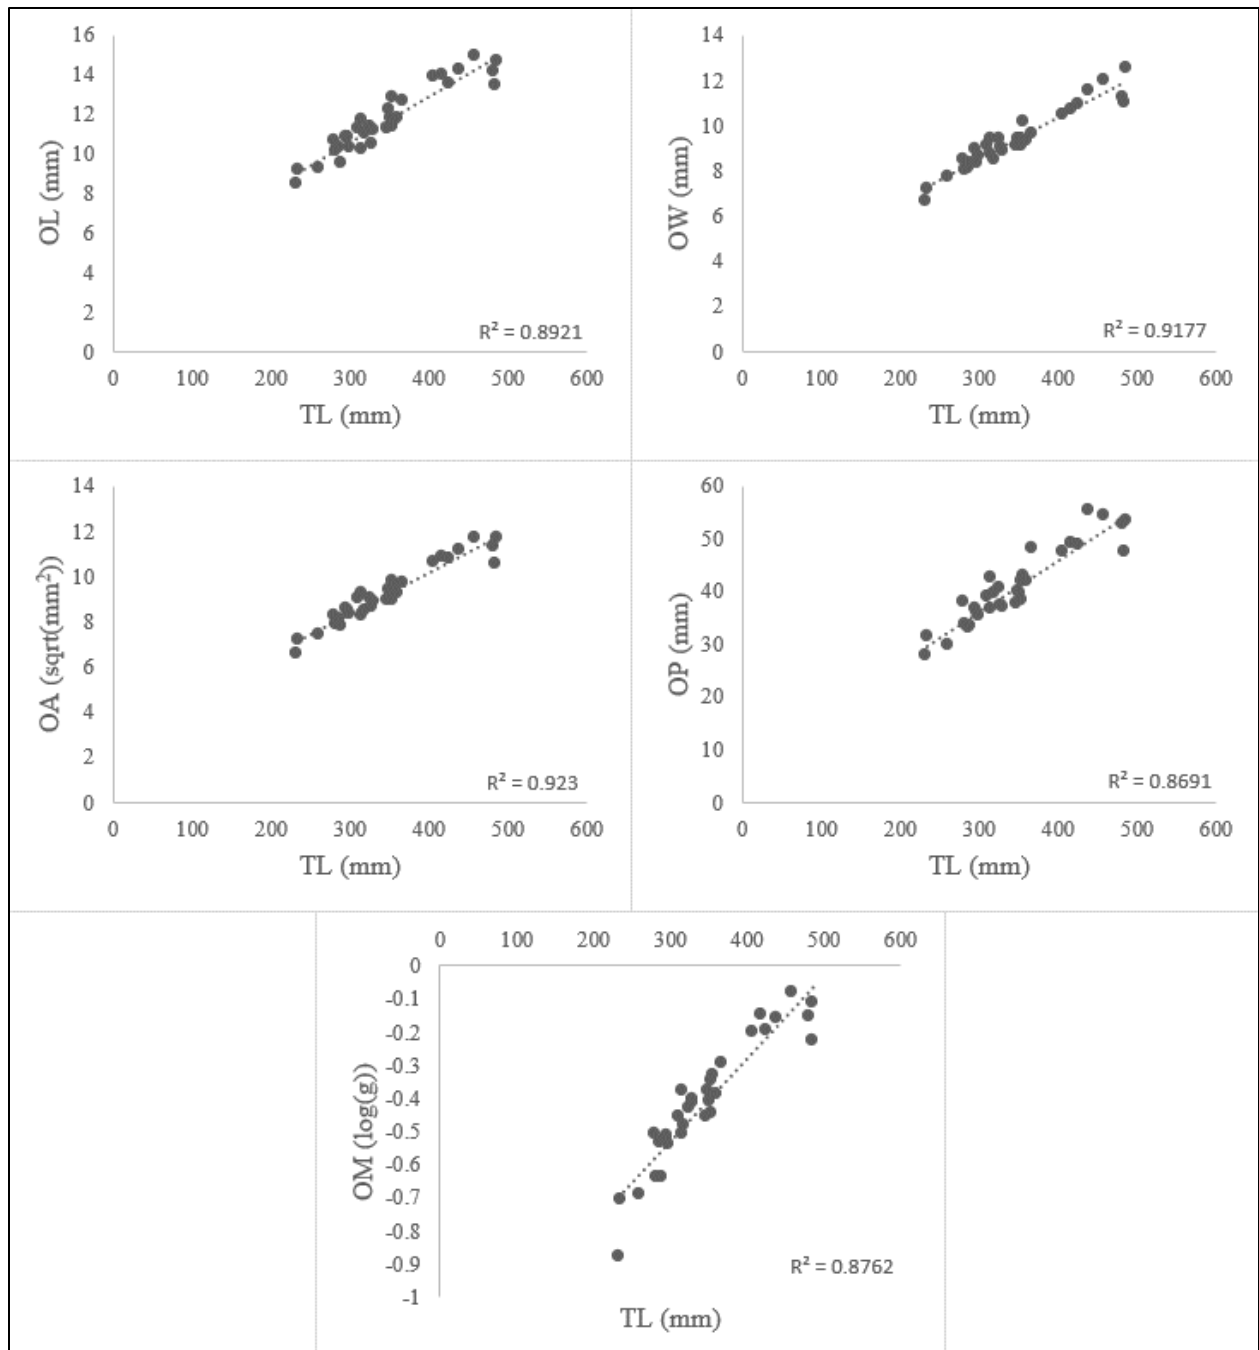 16
14
12
10
8
6
4
2
0
OL (mm)
R² = 0.8921
0 100 200 300 400 500 600
TL (mm)
14
12
10
8
6
4
2
0
OW (mm)
R² = 0.9177
0 100 200 300 400 500 600
TL (mm)
14
12
10
8
6
4
2
0
OA (sqrt(mm²))
R² = 0.923
0 100 200 300 400 500 600
TL (mm)
60
50
40
30
20
10
0
OP (mm)
R² = 0.8691
0 100 200 300 400 500 600
TL (mm)
0 100 200 300 400 500 600
0
-0.1
-0.2
-0.3
-0.4
-0.5
-0.6
-0.7
-0.8
-0.9
-1
OM (log(g))
R² = 0.8762
TL (mm)